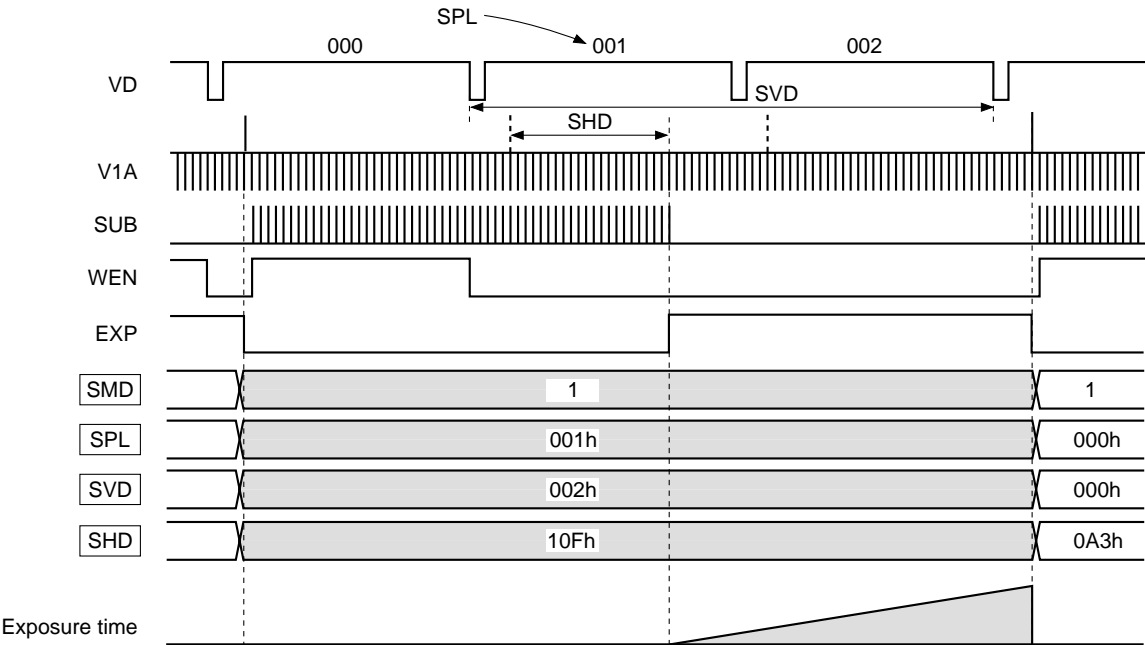 SPL
000 001 002
VD
SVD
SHD
V1A
SUB
WEN
EXP
SMD 1 1
SPL 001h 000h
SVD 002h 000h
SHD 10Fh 0A3h
Exposure time